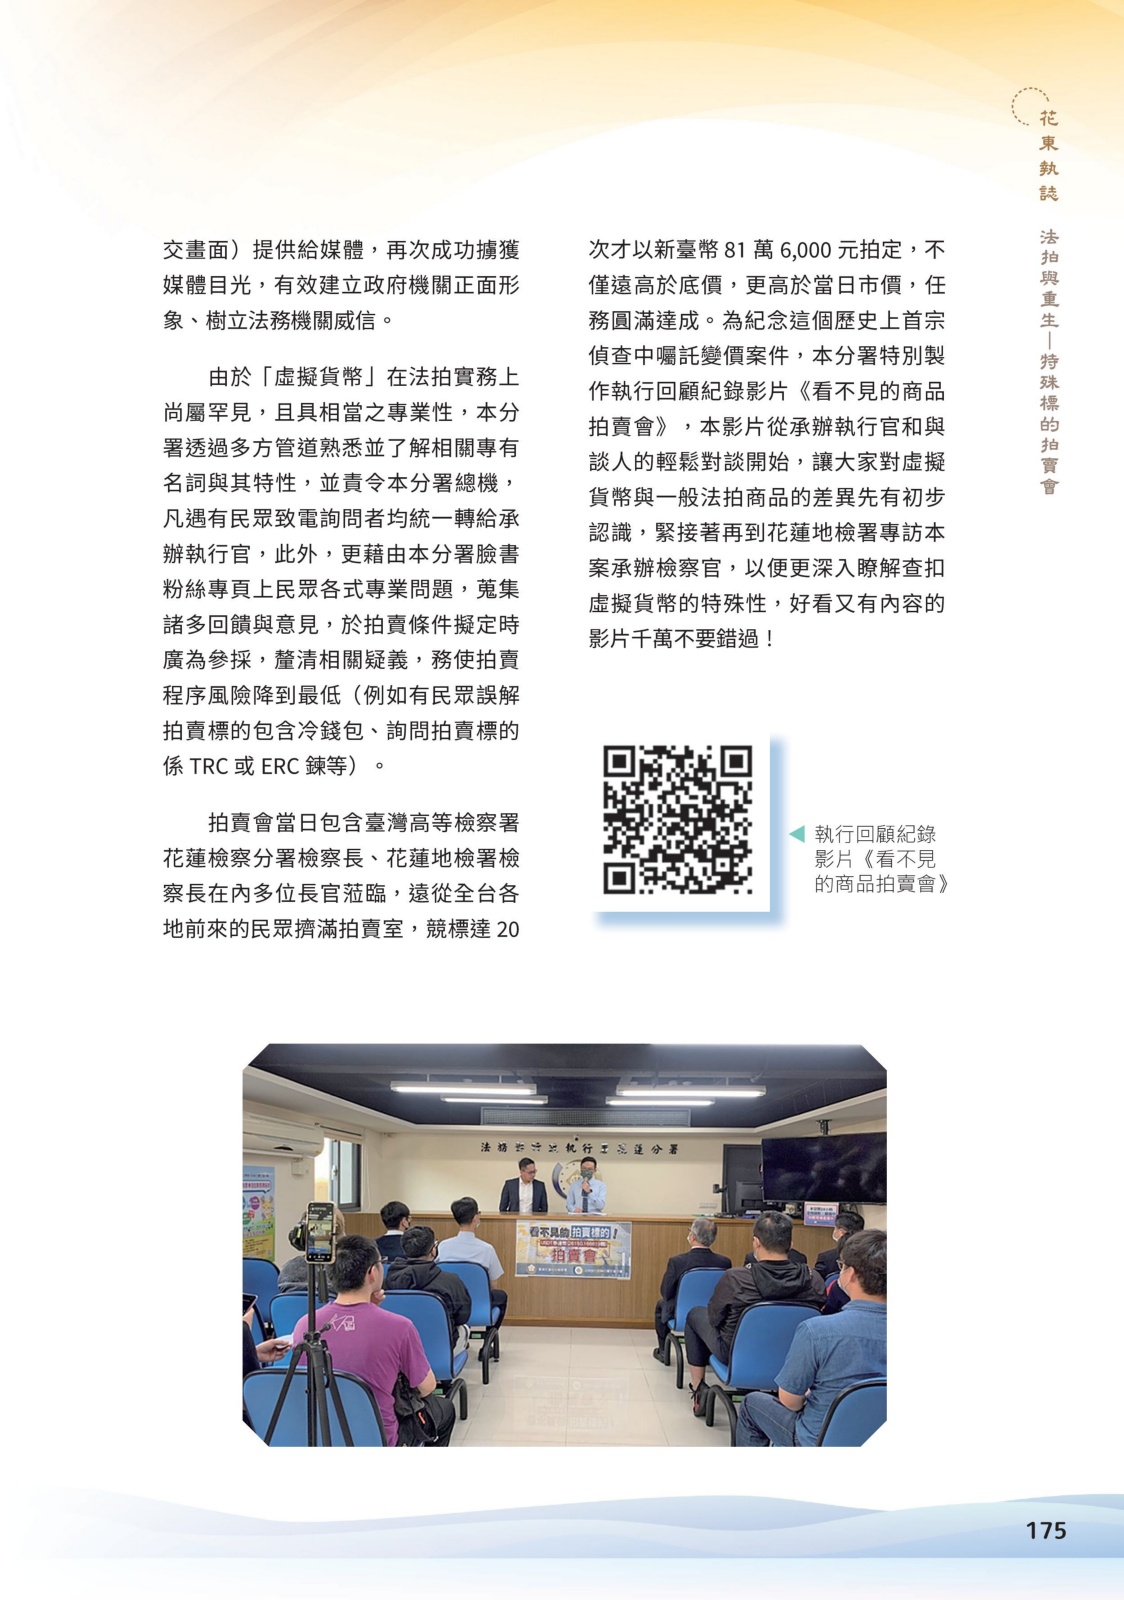 花東執誌
法拍與重生—特殊標的拍賣會
交畫面）提供給媒體，再次成功擄獲
媒體目光，有效建立政府機關正面形
象、樹立法務機關威信。
由於「虛擬貨幣」在法拍實務上
尚屬罕見，且具相當之專業性，本分
署透過多方管道熟悉並了解相關專有
名詞與其特性，並責令本分署總機，
凡遇有民眾致電詢問者均統一轉給承
辦執行官，此外，更藉由本分署臉書
粉絲專頁上民眾各式專業問題，蒐集
諸多回饋與意見，於拍賣條件擬定時
廣為參採，釐清相關疑義，務使拍賣
程序風險降到最低（例如有民眾誤解
拍賣標的包含冷錢包、詢問拍賣標的
係 TRC 或 ERC 鍊等）。
拍賣會當日包含臺灣高等檢察署
花蓮檢察分署檢察長、花蓮地檢署檢
察長在內多位長官蒞臨，遠從全台各
地前來的民眾擠滿拍賣室，競標達 20
次才以新臺幣 81 萬 6,000 元拍定，不
僅遠高於底價，更高於當日市價，任
務圓滿達成。為紀念這個歷史上首宗
偵查中囑託變價案件，本分署特別製
作執行回顧紀錄影片《看不見的商品
拍賣會》，本影片從承辦執行官和與
談人的輕鬆對談開始，讓大家對虛擬
貨幣與一般法拍商品的差異先有初步
認識，緊接著再到花蓮地檢署專訪本
案承辦檢察官，以便更深入瞭解查扣
虛擬貨幣的特殊性，好看又有內容的
影片千萬不要錯過！
執行回顧紀錄
影片《看不見
的商品拍賣會》
看不見的拍賣標的！
拍賣會
175